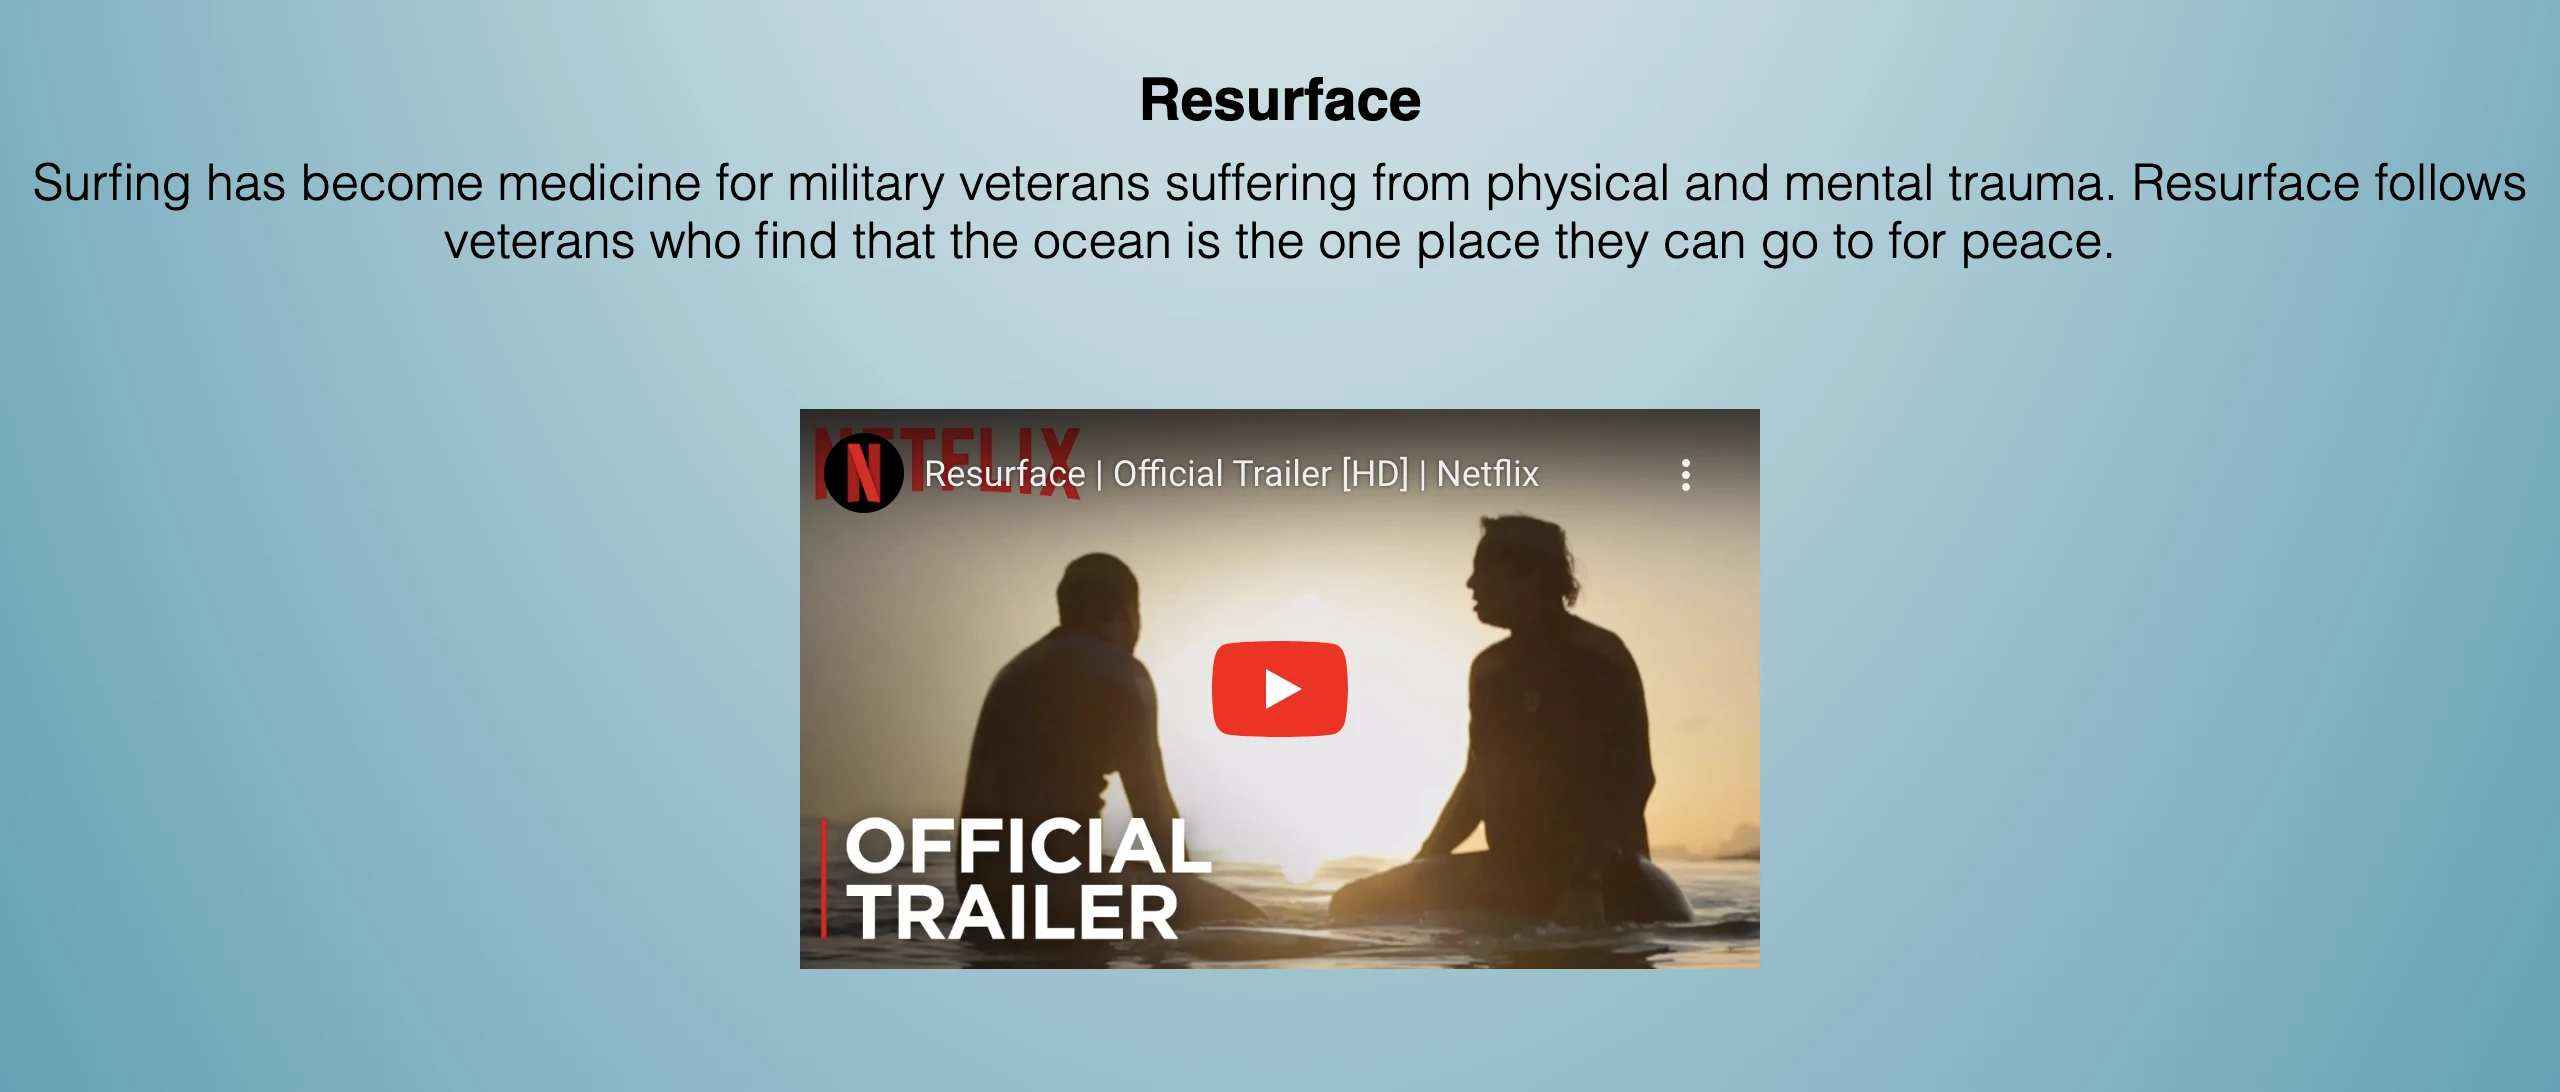 Resurface
Surfing has become medicine for military veterans suffering from physical and mental trauma. Resurface follows
veterans who find that the ocean is the one place they can go to for peace.
NETFLIX
N
Resurface | Official Trailer [HD] | Netflix
OFFICIAL
TRAILER